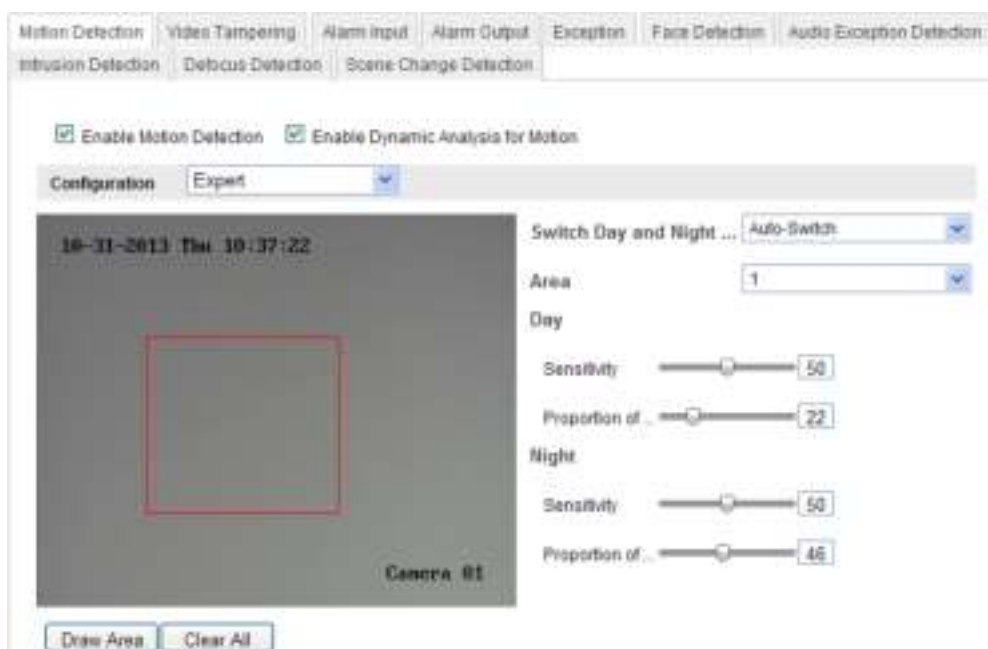 Motion Detection Video Tampering Alarm Input Alarm Output Exception Face Detection Audio Exception Detection
Intrusion Detection Defocus Detection Scene Change Detection
Enable Motion Detection Enable Dynamic Analysis for Motion
Configuration Expert
10-31-2013 Thu 10:37:22
Camera 01
Switch Day and Night ... Auto-Switch
Area 1
Day
Sensitivity 50
Proportion of ... 22
Night
Sensitivity 50
Proportion of ... 46
Draw Area Clear All